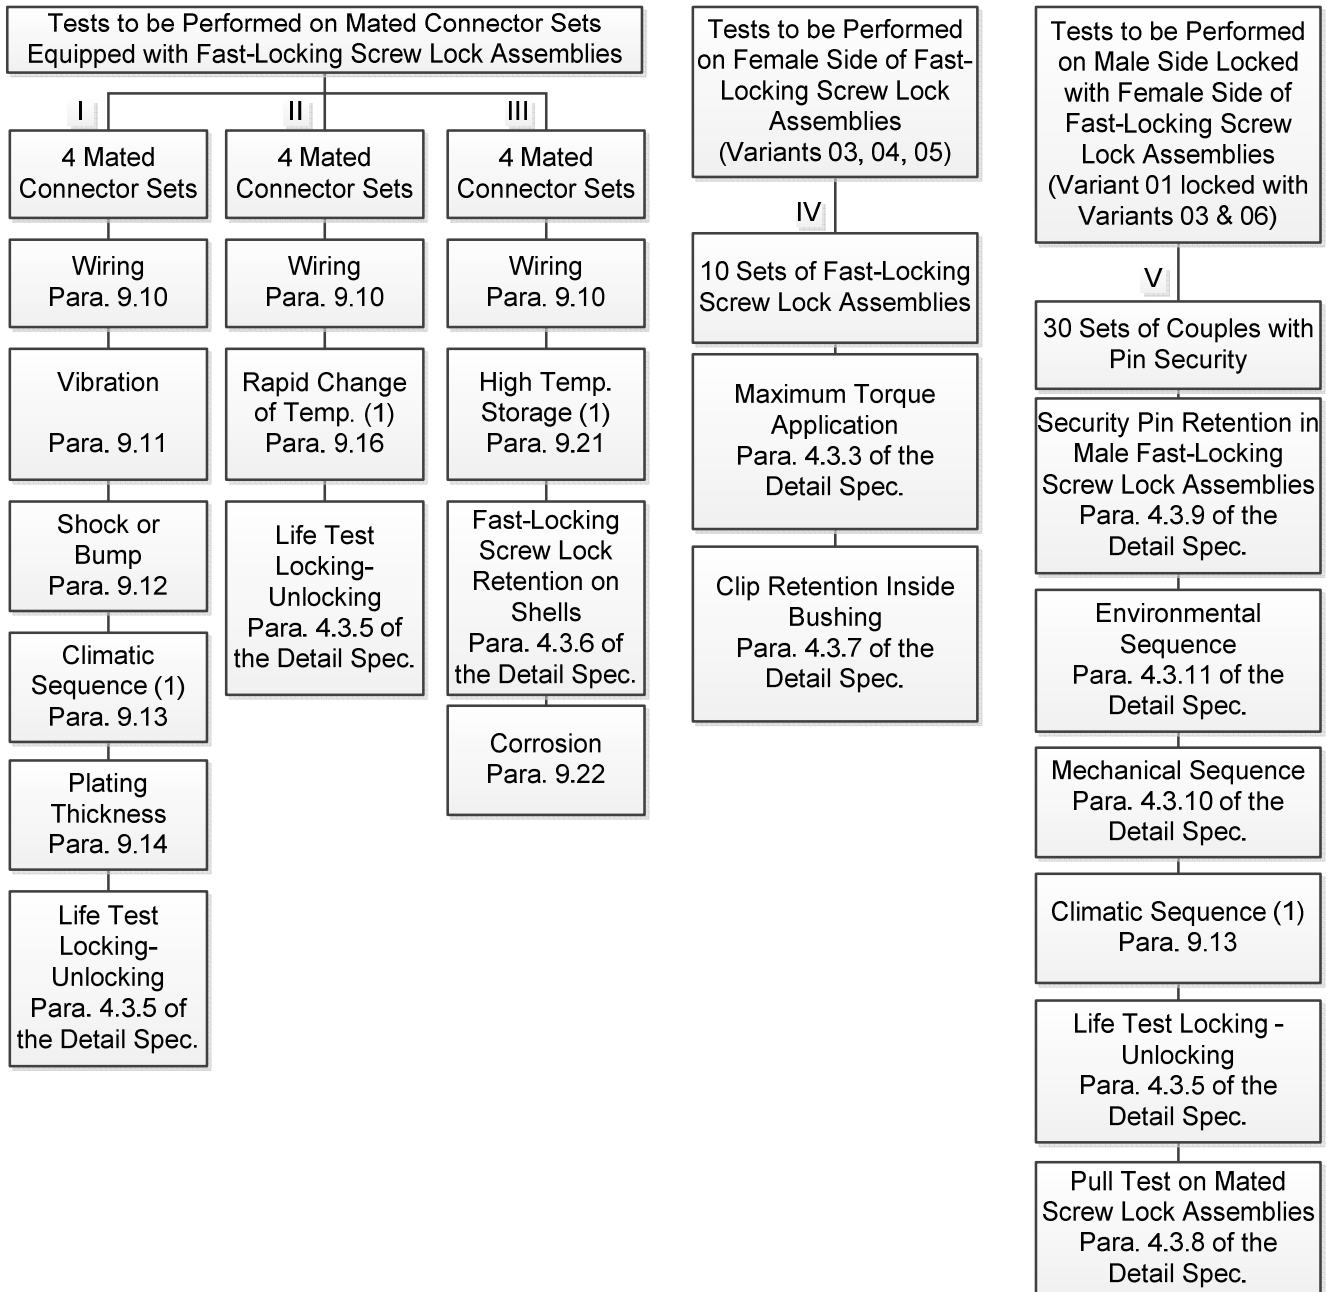 Tests to be Performed on Mated Connector Sets
Equipped with Fast-Locking Screw Lock Assemblies
I
4 Mated
Connector Sets
Wiring
Para. 9.10
Vibration
Para. 9.11
Shock or
Bump
Para. 9.12
Climatic
Sequence (1)
Para. 9.13
Plating
Thickness
Para. 9.14
Life Test
Locking-
Unlocking
Para. 4.3.5 of
the Detail Spec.
II
4 Mated
Connector Sets
Wiring
Para. 9.10
Rapid Change
of Temp. (1)
Para. 9.16
Life Test
Locking-
Unlocking
Para. 4.3.5 of
the Detail Spec.
III
4 Mated
Connector Sets
Wiring
Para. 9.10
High Temp.
Storage (1)
Para. 9.21
Fast-Locking
Screw Lock
Retention on
Shells
Para. 4.3.6 of
the Detail Spec.
Corrosion
Para. 9.22
Tests to be Performed
on Female Side of Fast-
Locking Screw Lock
Assemblies
(Variants 03, 04, 05)
IV
10 Sets of Fast-Locking
Screw Lock Assemblies
Maximum Torque
Application
Para. 4.3.3 of the
Detail Spec.
Clip Retention Inside
Bushing
Para. 4.3.7 of the
Detail Spec.
Tests to be Performed
on Male Side Locked
with Female Side of
Fast-Locking Screw
Lock Assemblies
(Variant 01 locked with
Variants 03 & 06)
V
30 Sets of Couples with
Pin Security
Security Pin Retention in
Male Fast-Locking
Screw Lock Assemblies
Para. 4.3.9 of the
Detail Spec.
Environmental
Sequence
Para. 4.3.11 of the
Detail Spec.
Mechanical Sequence
Para. 4.3.10 of the
Detail Spec.
Climatic Sequence (1)
Para. 9.13
Life Test Locking -
Unlocking
Para. 4.3.5 of the
Detail Spec.
Pull Test on Mated
Screw Lock Assemblies
Para. 4.3.8 of the
Detail Spec.